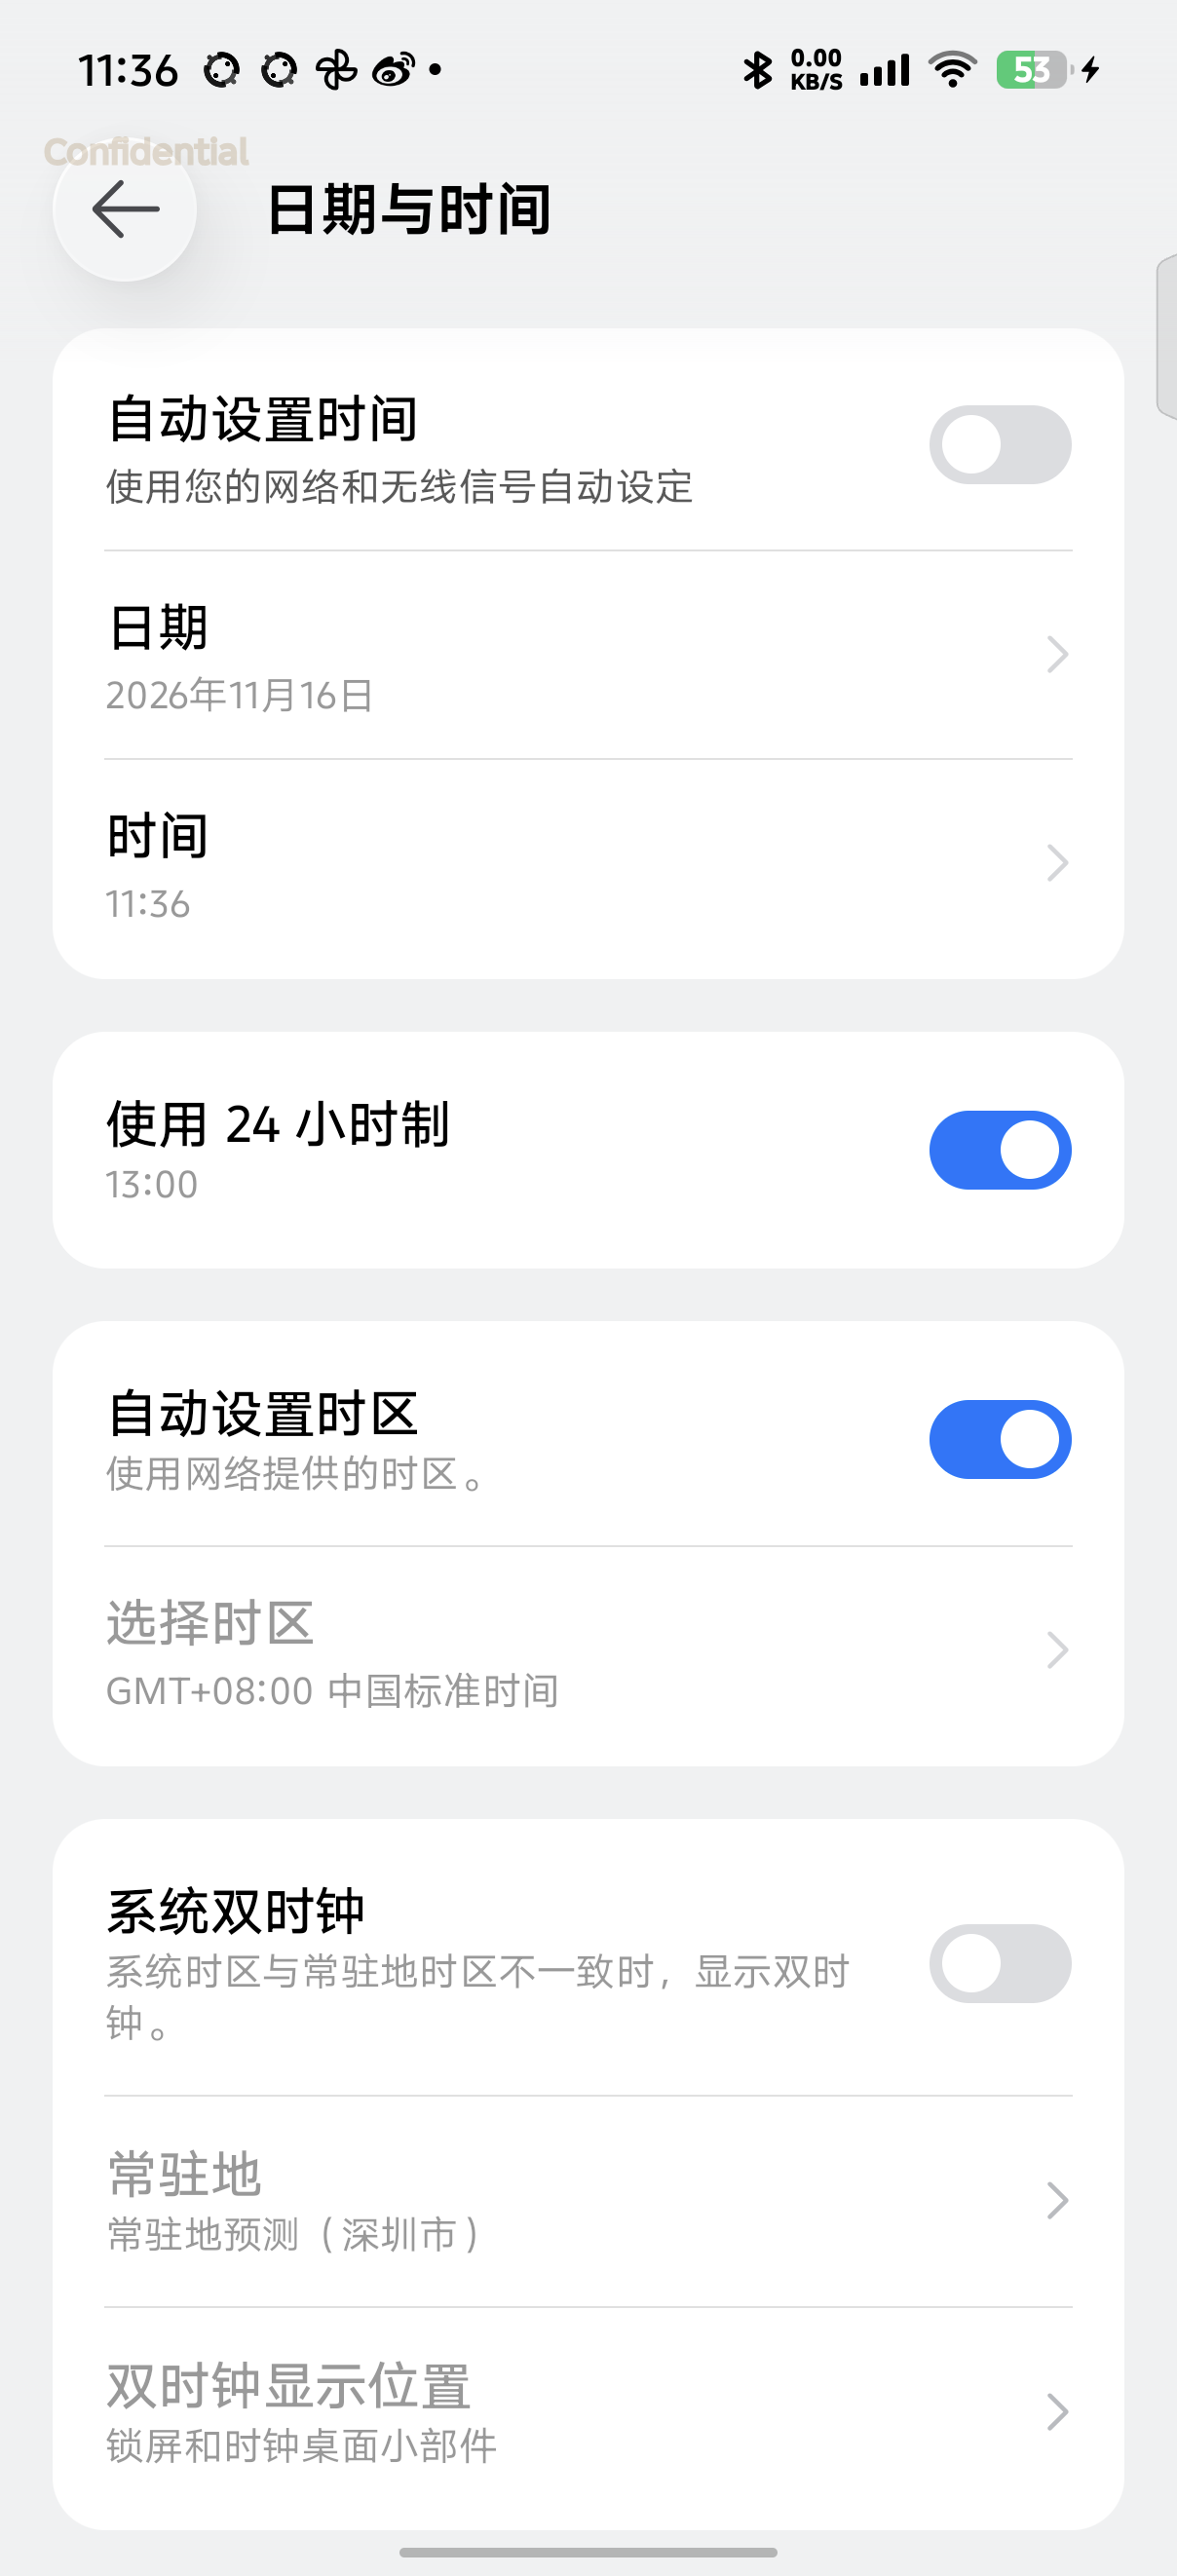 11:36
0.00
KB/S
53
Confidential
日期与时间
自动设置时间
使用您的网络和无线信号自动设定
日期
2026年11月16日
时间
11:36
使用 24 小时制
13:00
自动设置时区
使用网络提供的时区。
选择时区
GMT+08:00 中国标准时间
系统双时钟
系统时区与常驻地时区不一致时，显示双时
钟。
常驻地
常驻地预测（深圳市）
双时钟显示位置
锁屏和时钟桌面小部件